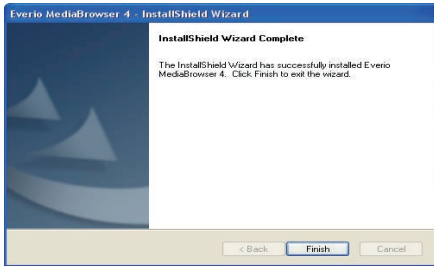 Everio MediaBrowser 4 - InstallShield Wizard
InstallShield Wizard Complete
The InstallShield Wizard has successfully installed Everio
MediaBrowser 4. Click Finish to exit the wizard.
< Back
Finish
Cancel